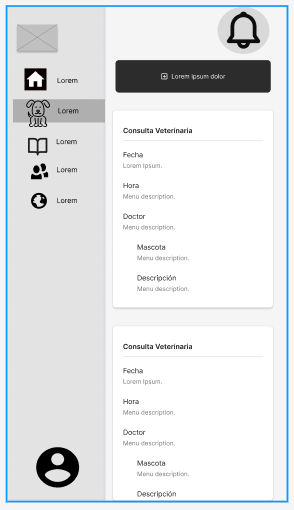 Lorem
Lorem
Lorem
Lorem
Lorem
Lorem ipsum dolor
Consulta Veterinaria
Fecha
Lorem Ipsum.
Hora
Menu description.
Doctor
Menu description.
Mascota
Menu description.
Descripción
Menu description.
Consulta Veterinaria
Fecha
Lorem Ipsum.
Hora
Menu description.
Doctor
Menu description.
Mascota
Menu description.
Descripción